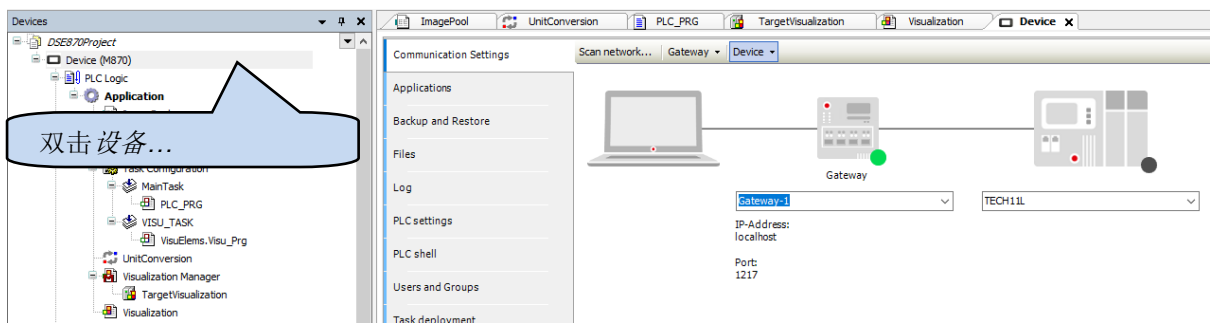 Devices
DSE870Project
Device (M870)
PLC Logic
Application
双击设备...
Task Configuration
MainTask
PLC_PRG
VISU_TASK
VisuElems.Visu_Prg
UnitConversion
Visualization Manager
TargetVisualization
Visualization
ImagePool
UnitConversion
PLC_PRG
TargetVisualization
Visualization
Device
Communication Settings
Applications
Backup and Restore
Files
Log
PLC settings
PLC shell
Users and Groups
Task deployment
Scan network...
Gateway
Device
Gateway
Gateway-1
IP-Address:
localhost
Port:
1217
TECH11L